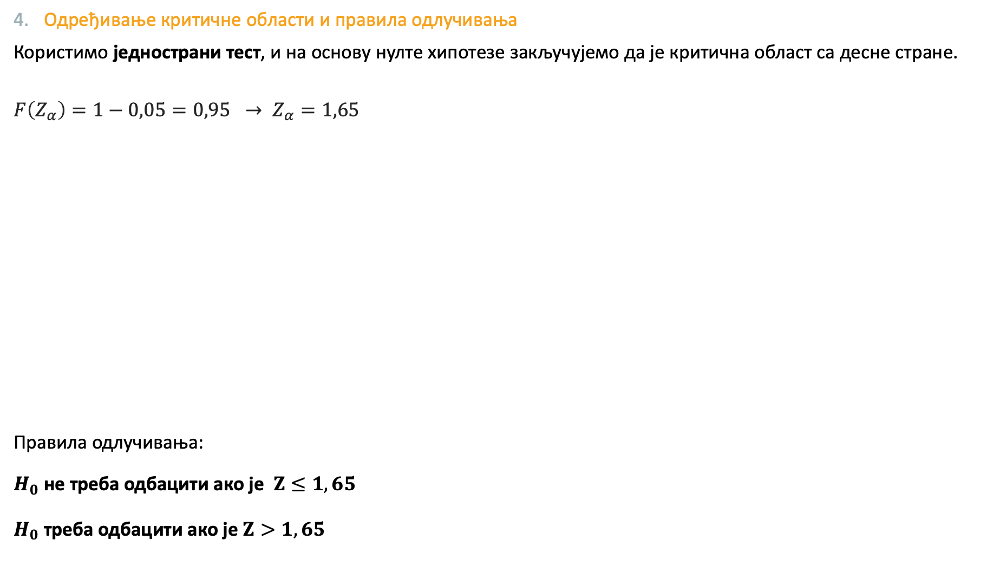 4. Одређивање критичне области и правила одлучивања
Користимо једнострани тест, и на основу нулте хипотезе закључујемо да је критична област са десне стране.
F(Zα) = 1 − 0,05 = 0,95 → Zα = 1,65
Правила одлучивања:
H₀ не треба одбацити ако је Z ≤ 1,65
H₀ треба одбацити ако је Z > 1,65